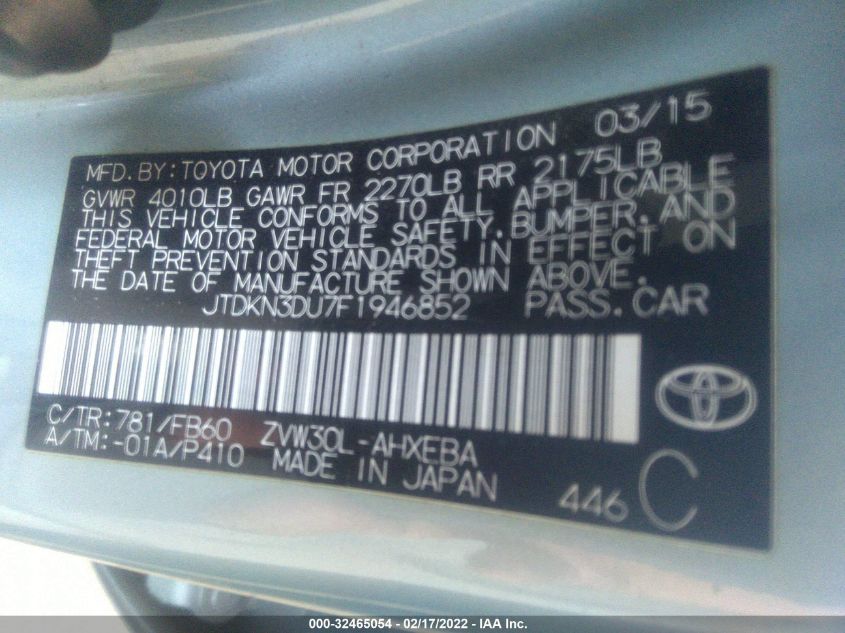 MFD. BY: TOYOTA MOTOR CORPORATION 03/15
GVWR 4010LB GAWR FR 2270LB RR 2175LB
THIS VEHICLE CONFORMS TO ALL APPLICABLE
FEDERAL MOTOR VEHICLE SAFETY, BUMPER, AND
THEFT PREVENTION STANDARDS IN EFFECT ON
THE DATE OF MANUFACTURE SHOWN ABOVE.
JTDKN3DU7F1946852 PASS. CAR
C/TR: 781/FB60 ZVW30L-AHXEBA
A/TM: -01A/P410 MADE IN JAPAN
446 C
000-32465054 - 02/17/2022 - IAA Inc.